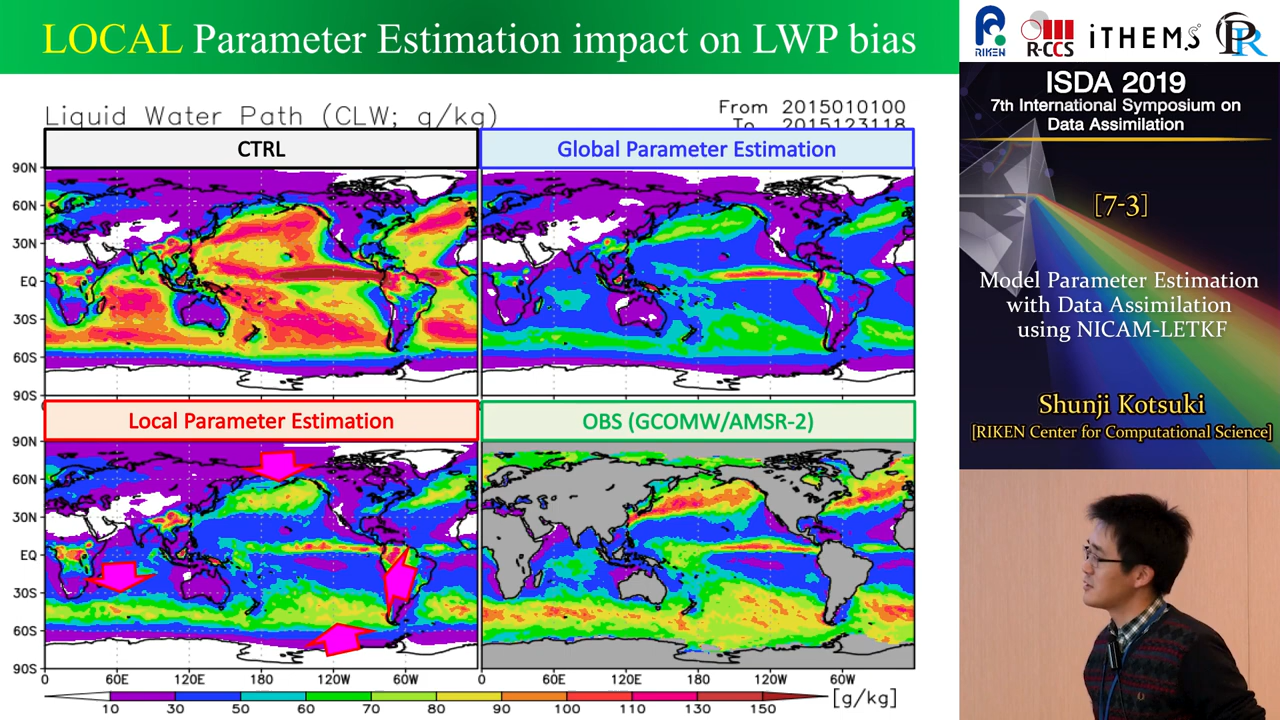 LOCAL Parameter Estimation impact on LWP bias
Liquid Water Path (CLW; g/kg)
From 2015010100
To 2015123118
CTRL
Global Parameter Estimation
90N
60N
30N
EQ
30S
60S
90S
Local Parameter Estimation
OBS (GCOMW/AMSR-2)
90N
60N
30N
EQ
30S
60S
90S
0
60E
120E
180
120W
60W
0
60E
120E
180
120W
60W
10 30 50 60 70 80 90 100 110 130 150
[g/kg]
RIKEN
R-CCS
iTHEMS
PR
ISDA 2019
7th International Symposium on
Data Assimilation
[7-3]
Model Parameter Estimation
with Data Assimilation
using NICAM-LETKF
Shunji Kotsuki
[RIKEN Center for Computational Science]